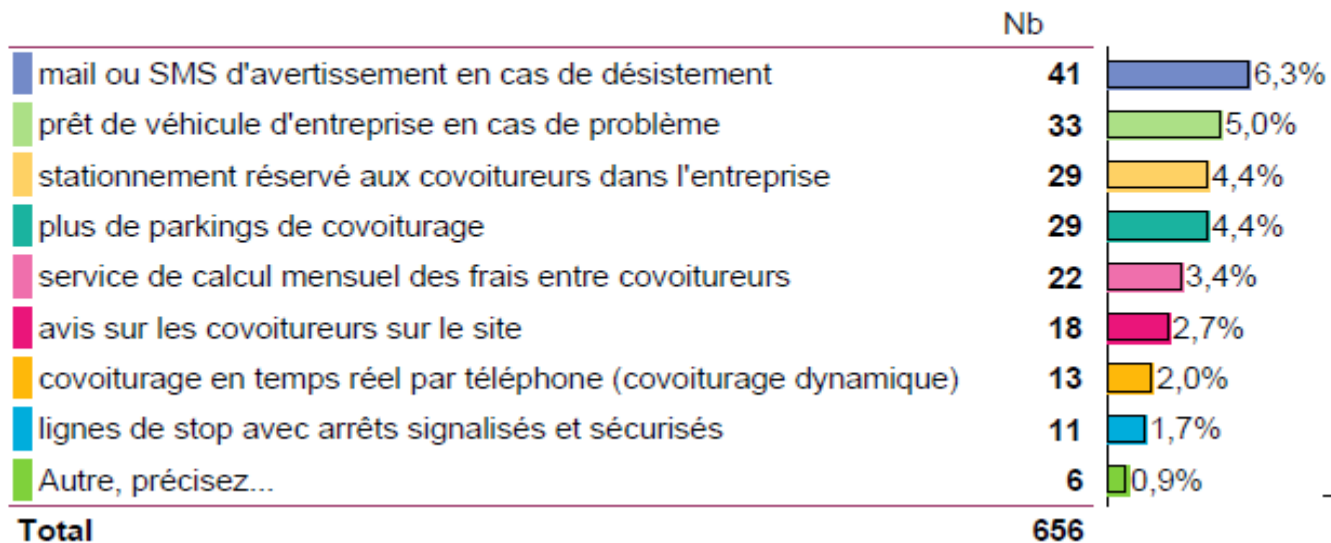 Nb
mail ou SMS d'avertissement en cas de désistement 41 6,3%
prêt de véhicule d'entreprise en cas de problème 33 5,0%
stationnement réservé aux covoitureurs dans l'entreprise 29 4,4%
plus de parkings de covoiturage 29 4,4%
service de calcul mensuel des frais entre covoitureurs 22 3,4%
avis sur les covoitureurs sur le site 18 2,7%
covoiturage en temps réel par téléphone (covoiturage dynamique) 13 2,0%
lignes de stop avec arrêts signalisés et sécurisés 11 1,7%
Autre, précisez... 6 0,9%
Total 656